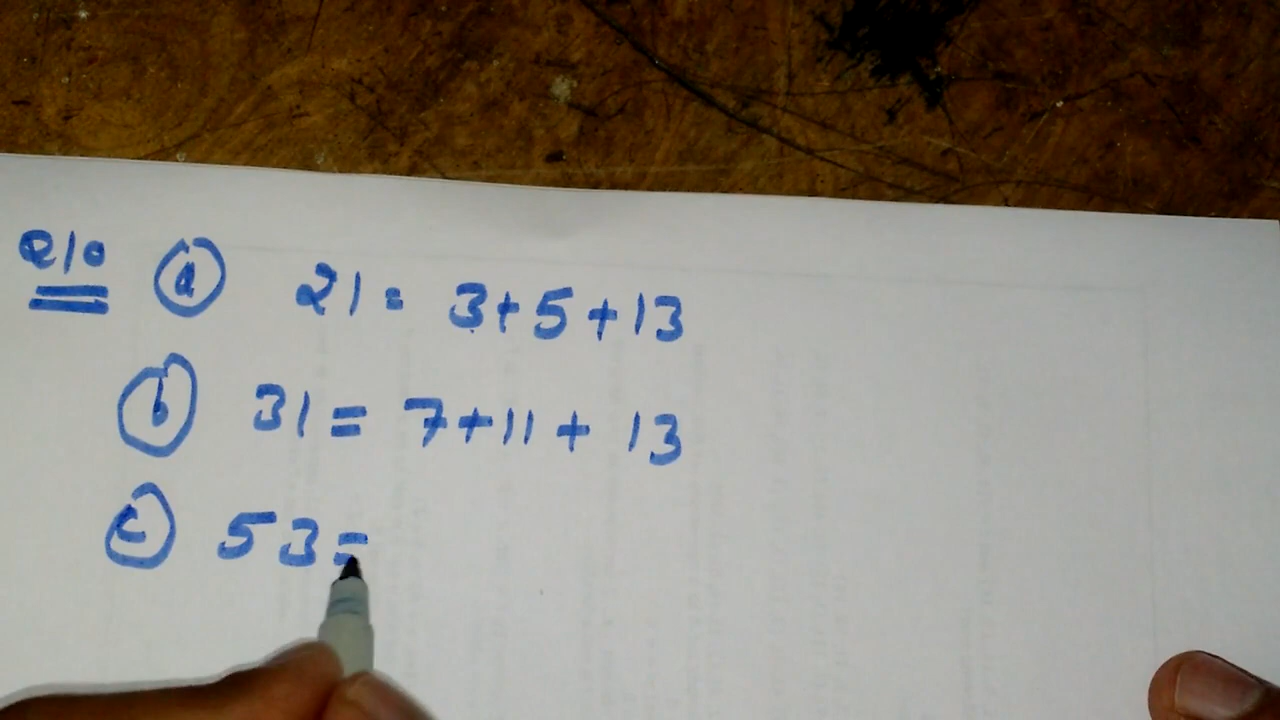 Q10 (a) 21 = 3+5+13
(b) 31 = 7+11+13
(c) 53 =